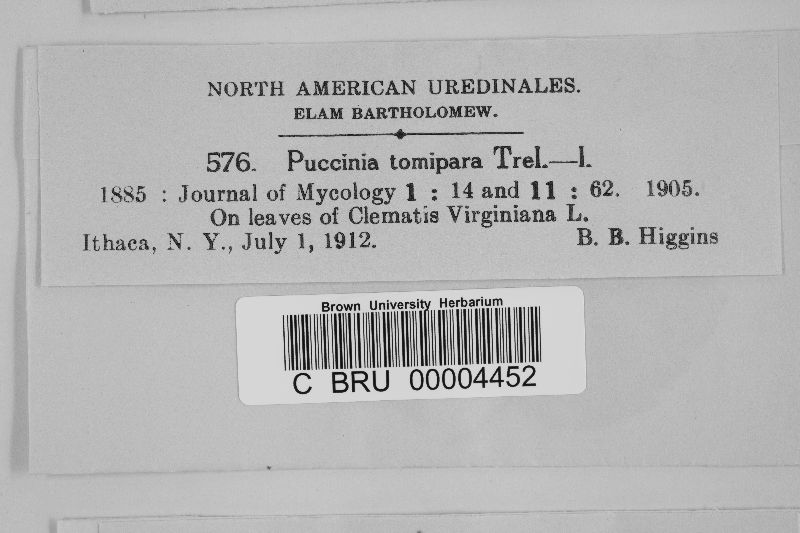 NORTH AMERICAN UREDINALES.
ELAM BARTHOLOMEW.
576. Puccinia tomipara Trel.—I.
1885 : Journal of Mycology 1 : 14 and 11 : 62. 1905.
On leaves of Clematis Virginiana L.
Ithaca, N. Y., July 1, 1912. B. B. Higgins
Brown University Herbarium
C BRU 00004452